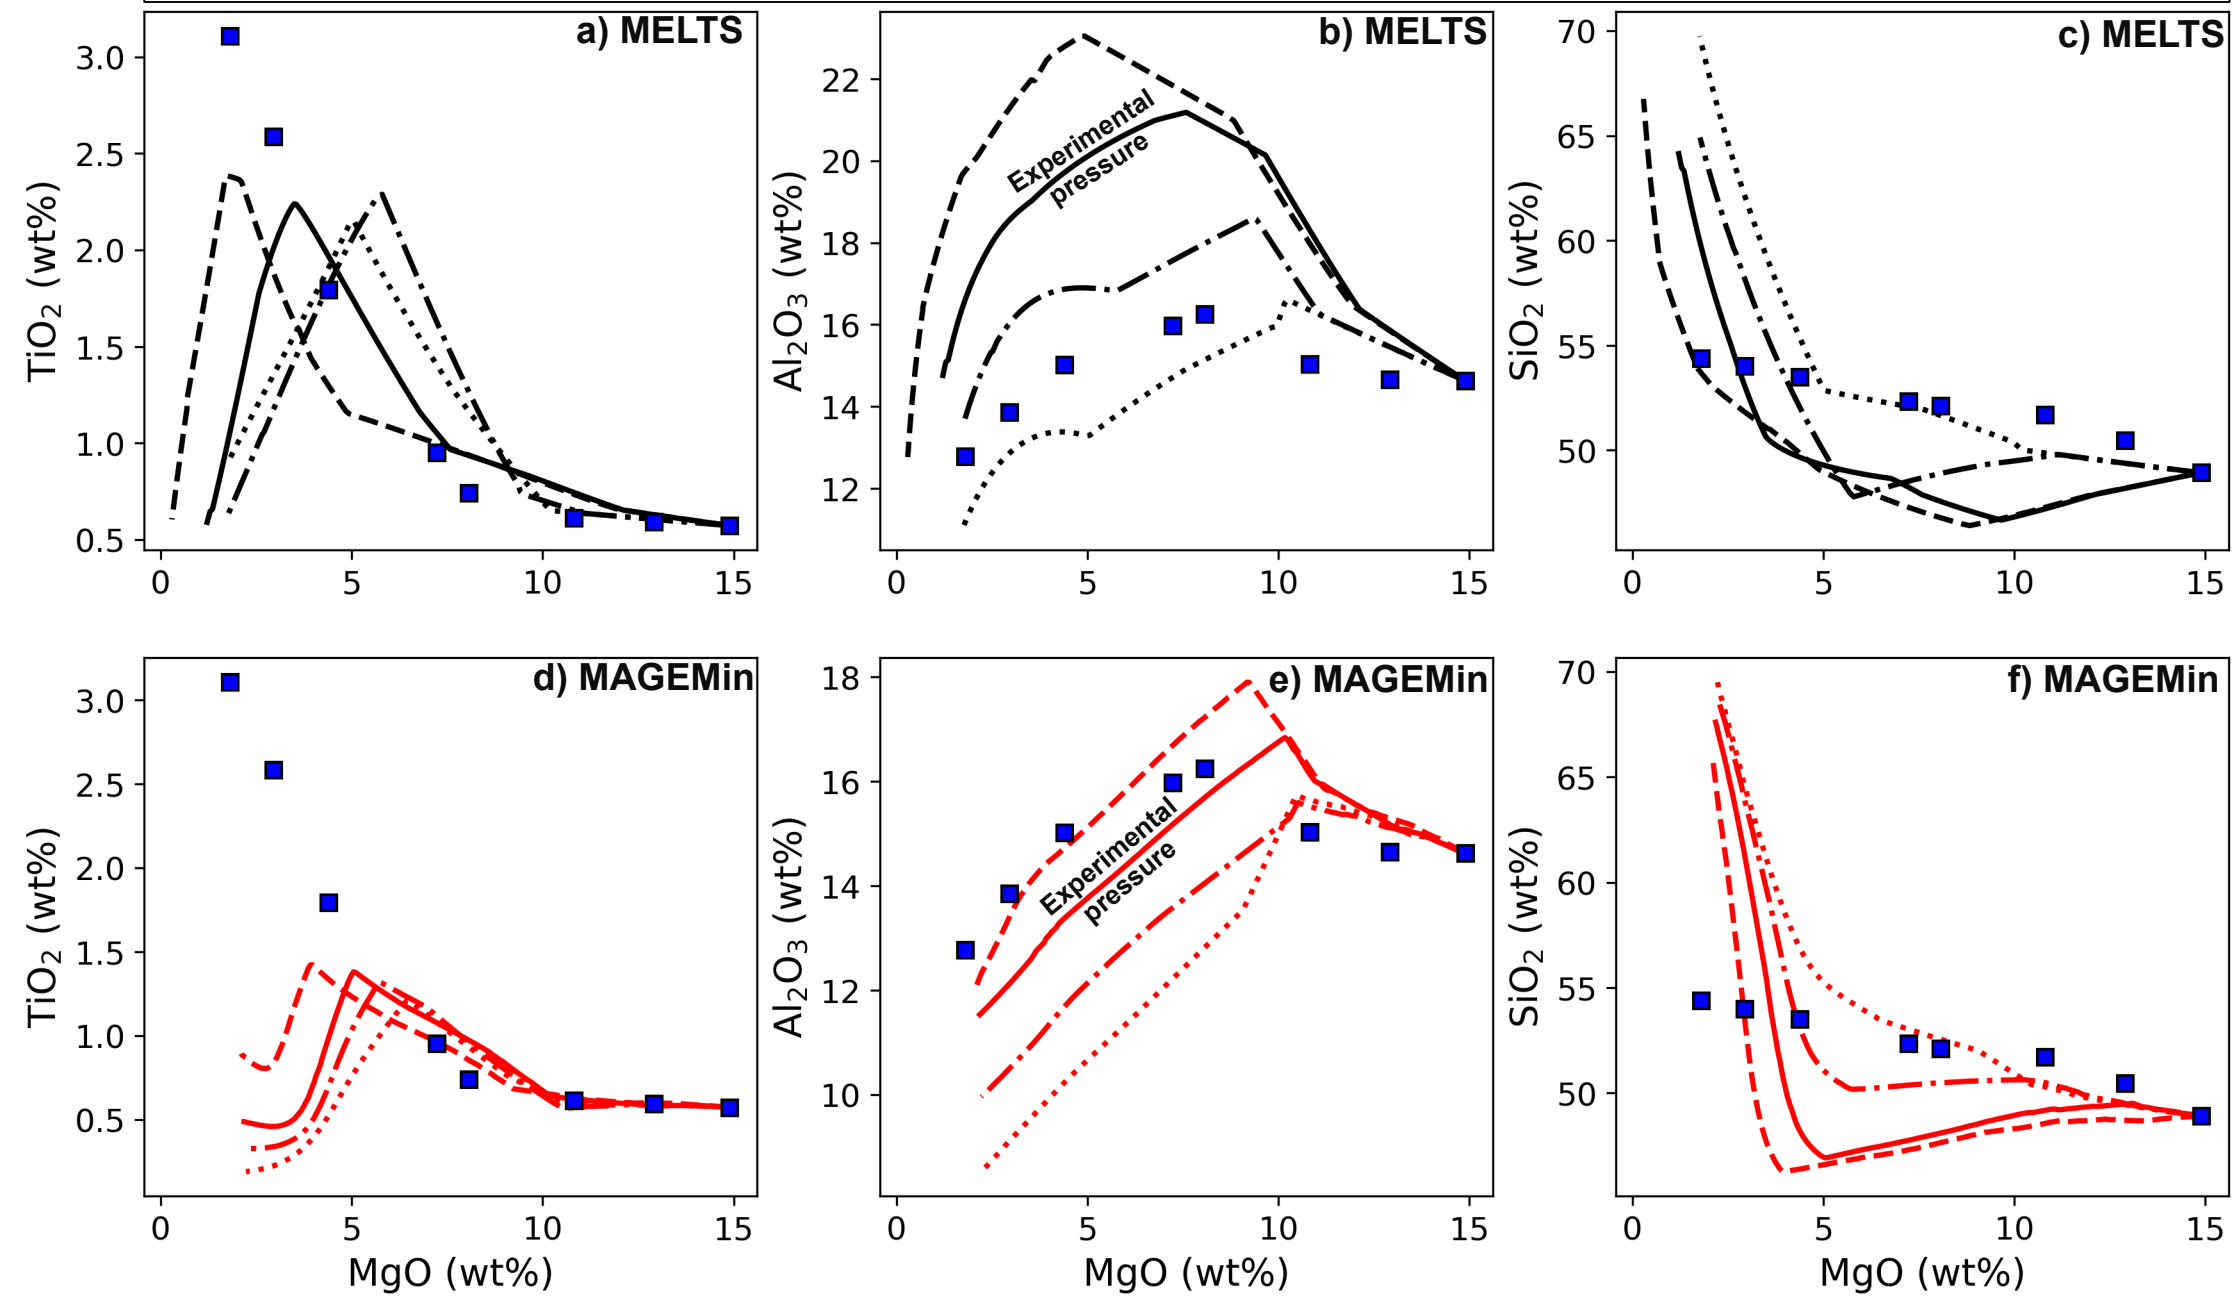 a) MELTS
b) MELTS
c) MELTS
TiO₂ (wt%)
3.0
2.5
2.0
1.5
1.0
0.5
0 5 10 15
Al₂O₃ (wt%)
22
20
18
16
14
12
Experimental
pressure
0 5 10 15
SiO₂ (wt%)
70
65
60
55
50
0 5 10 15
d) MAGEMin
e) MAGEMin
f) MAGEMin
TiO₂ (wt%)
3.0
2.5
2.0
1.5
1.0
0.5
0 5 10 15
MgO (wt%)
Al₂O₃ (wt%)
18
16
14
12
10
Experimental
pressure
0 5 10 15
MgO (wt%)
SiO₂ (wt%)
70
65
60
55
50
0 5 10 15
MgO (wt%)